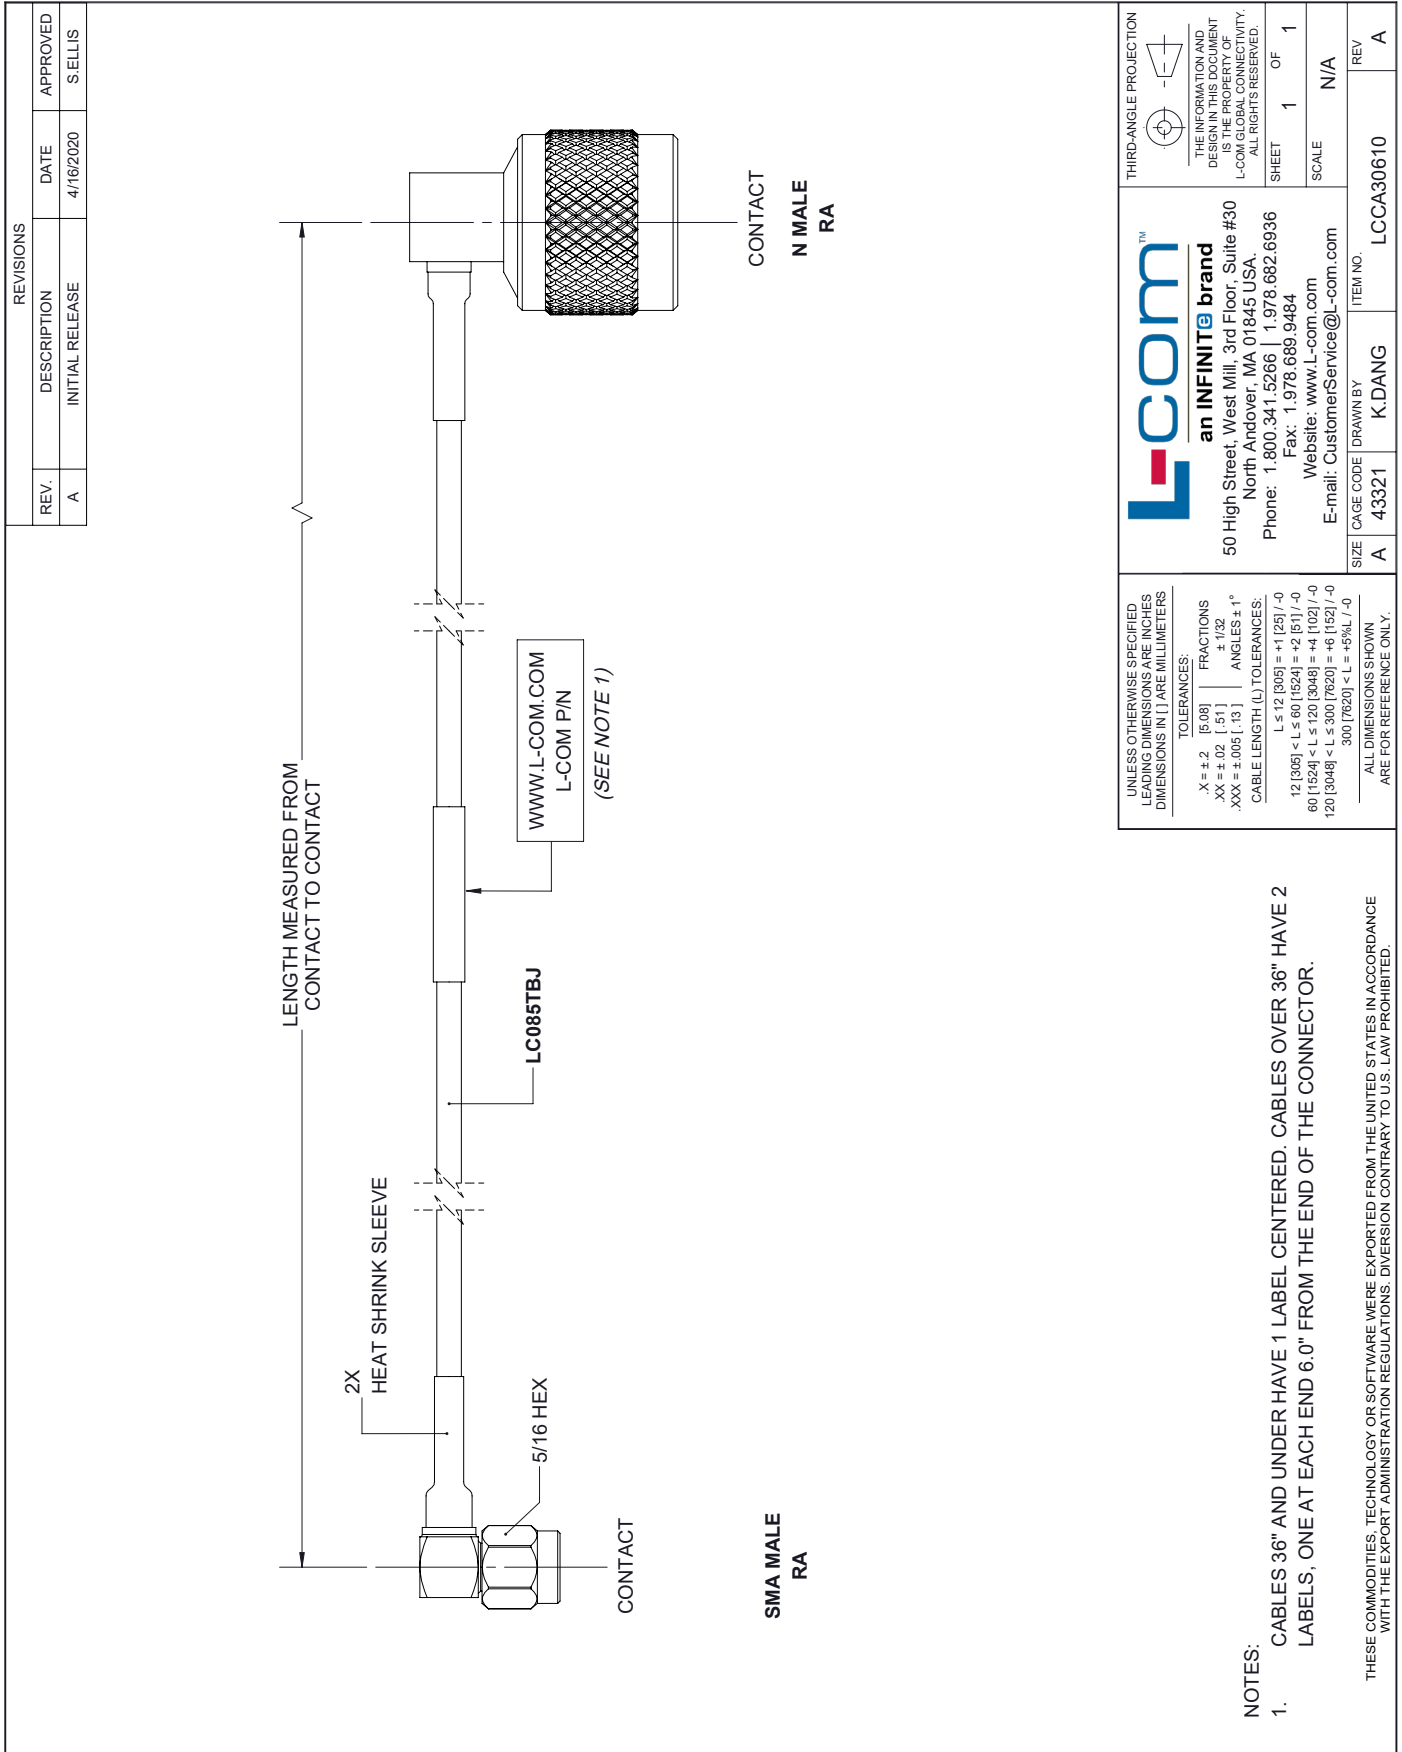 REVISIONS
REV. DESCRIPTION DATE APPROVED
A INITIAL RELEASE 4/16/2020 S.ELLIS
LENGTH MEASURED FROM
CONTACT TO CONTACT
2X
HEAT SHRINK SLEEVE
5/16 HEX
CONTACT
SMA MALE
RA
LC085TBJ
WWW.L-COM.COM
L-COM P/N
(SEE NOTE 1)
CONTACT
N MALE
RA
NOTES:
1. CABLES 36" AND UNDER HAVE 1 LABEL CENTERED. CABLES OVER 36" HAVE 2
LABELS, ONE AT EACH END 6.0" FROM THE END OF THE CONNECTOR.
THESE COMMODITIES, TECHNOLOGY OR SOFTWARE WERE EXPORTED FROM THE UNITED STATES IN ACCORDANCE
WITH THE EXPORT ADMINISTRATION REGULATIONS. DIVERSION CONTRARY TO U.S. LAW PROHIBITED.
UNLESS OTHERWISE SPECIFIED
LEADING DIMENSIONS ARE INCHES
DIMENSIONS IN [ ] ARE MILLIMETERS
TOLERANCES:
.X = ±.2 [5.08] FRACTIONS
.XX = ±.02 [.51] ± 1/32
.XXX = ±.005 [.13] ANGLES ± 1°
CABLE LENGTH (L) TOLERANCES:
L ≤ 12 [305] = +1 [25] / -0
12 [305] < L ≤ 60 [1524] = +2 [51] / -0
60 [1524] < L ≤ 120 [3048] = +4 [102] / -0
120 [3048] < L ≤ 300 [7620] = +6 [152] / -0
300 [7620] < L = +5%L / -0
ALL DIMENSIONS SHOWN
ARE FOR REFERENCE ONLY.
L-com™
an INFINITe brand
50 High Street, West Mill, 3rd Floor, Suite #30
North Andover, MA 01845 USA.
Phone: 1.800.341.5266 | 1.978.682.6936
Fax: 1.978.689.9484
Website: www.L-com.com
E-mail: CustomerService@L-com.com
THIRD-ANGLE PROJECTION
THE INFORMATION AND
DESIGN IN THIS DOCUMENT
IS THE PROPERTY OF
L-COM GLOBAL CONNECTIVITY.
ALL RIGHTS RESERVED.
SHEET 1 OF 1
SCALE N/A
SIZE CAGE CODE DRAWN BY ITEM NO. REV
A 43321 K.DANG LCCA30610 A